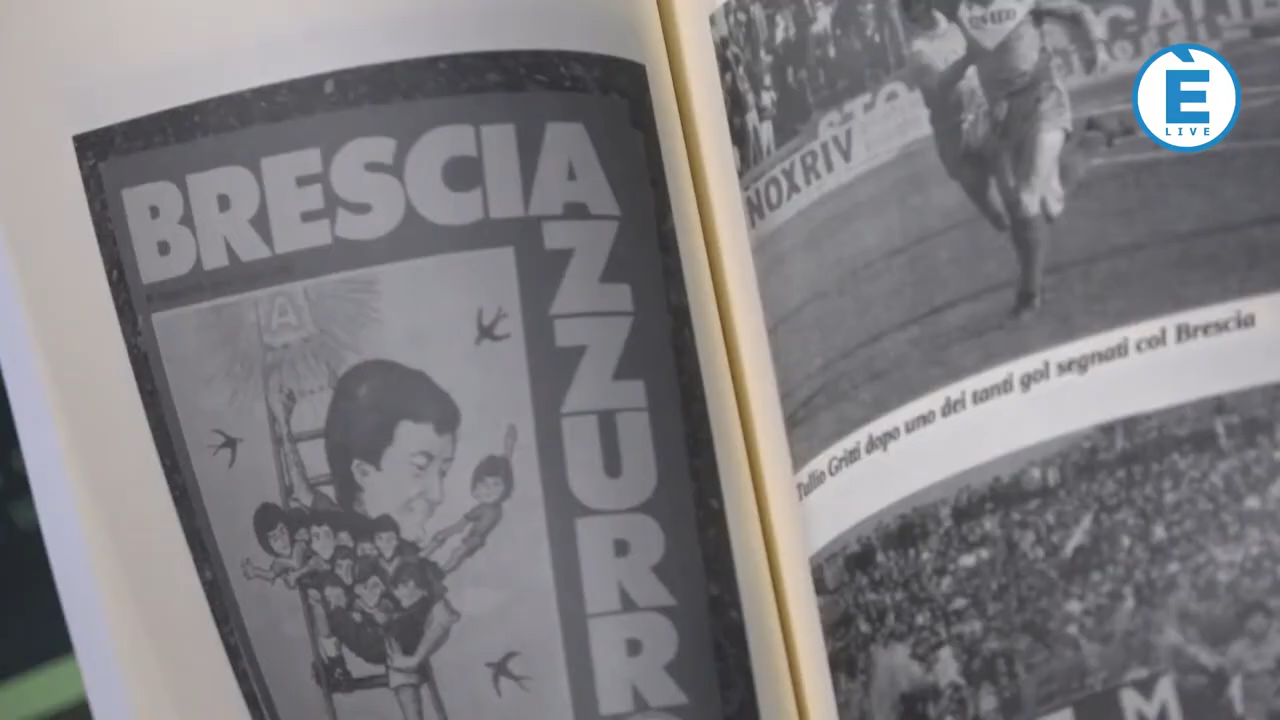 BRESCIA
AZZURR
A
NOXRIV
Tullio Gritti dopo uno dei tanti gol segnati col Brescia
M
È
LIVE